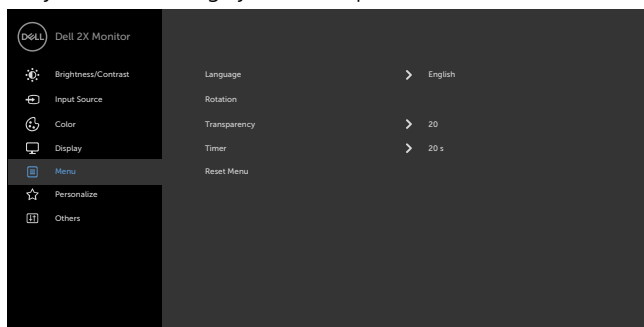 DELL
Dell 2X Monitor
Brightness/Contrast
Input Source
Color
Display
Menu
Personalize
Others
Language > English
Rotation
Transparency > 20
Timer > 20 s
Reset Menu